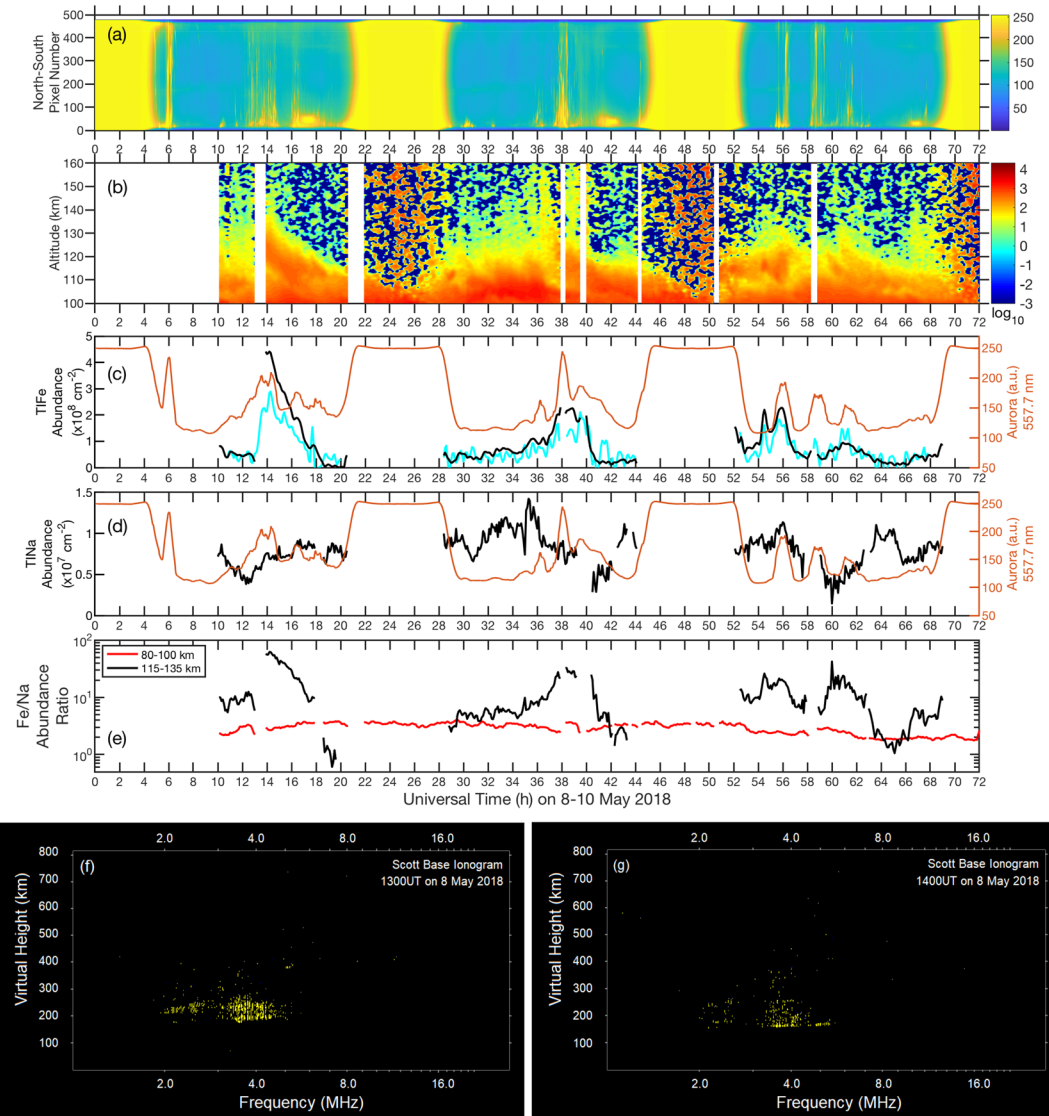 500
400
300
200
100
0
North-South
Pixel Number
(a)
250
200
150
100
50
0 2 4 6 8 10 12 14 16 18 20 22 24 26 28 30 32 34 36 38 40 42 44 46 48 50 52 54 56 58 60 62 64 66 68 70 72
160
150
140
130
120
110
100
Altitude (km)
(b)
4
3
2
1
0
-1
-2
-3
log10
0 2 4 6 8 10 12 14 16 18 20 22 24 26 28 30 32 34 36 38 40 42 44 46 48 50 52 54 56 58 60 62 64 66 68 70 72
5
4
3
2
1
0
TIFe
Abundance
(x10^8 cm^-2)
(c)
250
200
150
100
50
Aurora (a.u.)
557.7 nm
0 2 4 6 8 10 12 14 16 18 20 22 24 26 28 30 32 34 36 38 40 42 44 46 48 50 52 54 56 58 60 62 64 66 68 70 72
1.5
1
0.5
0
TINa
Abundance
(x10^7 cm^-2)
(d)
250
200
150
100
50
Aurora (a.u.)
557.7 nm
0 2 4 6 8 10 12 14 16 18 20 22 24 26 28 30 32 34 36 38 40 42 44 46 48 50 52 54 56 58 60 62 64 66 68 70 72
10^2
10^1
10^0
Fe/Na
Abundance
Ratio
80-100 km
115-135 km
(e)
0 2 4 6 8 10 12 14 16 18 20 22 24 26 28 30 32 34 36 38 40 42 44 46 48 50 52 54 56 58 60 62 64 66 68 70 72
Universal Time (h) on 8-10 May 2018
2.0 4.0 8.0 16.0
(f)
Scott Base Ionogram
1300UT on 8 May 2018
800
700
600
500
400
300
200
100
Virtual Height (km)
2.0 4.0 8.0 16.0
Frequency (MHz)
2.0 4.0 8.0 16.0
(g)
Scott Base Ionogram
1400UT on 8 May 2018
800
700
600
500
400
300
200
100
Virtual Height (km)
2.0 4.0 8.0 16.0
Frequency (MHz)